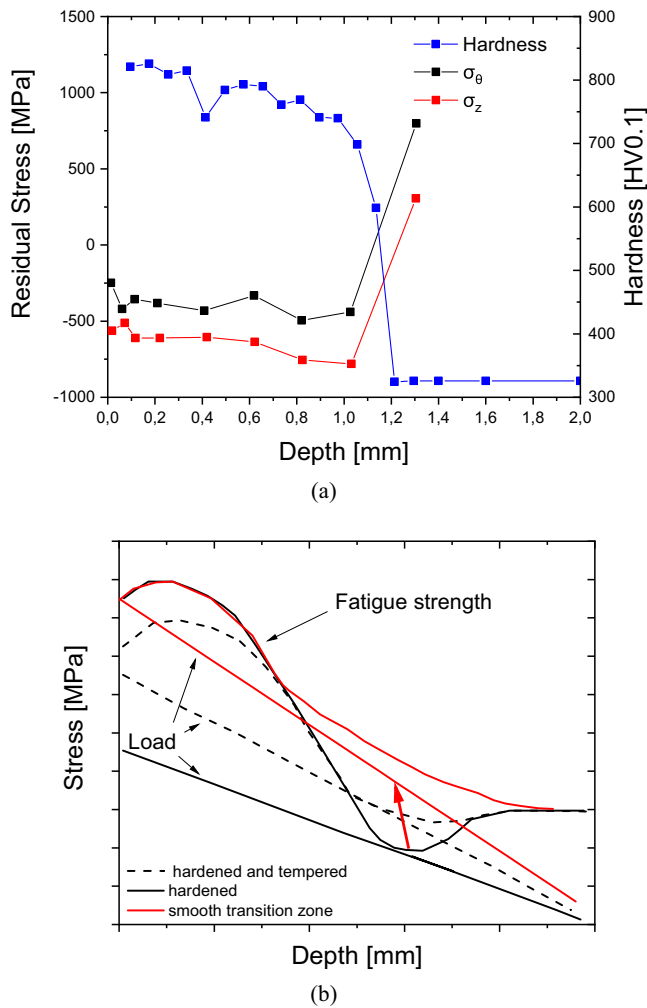 1500
1000
500
0
-500
-1000
Residual Stress [MPa]
900
800
700
600
500
400
300
Hardness [HV0.1]
Hardness
σθ
σz
0,0 0,2 0,4 0,6 0,8 1,0 1,2 1,4 1,6 1,8 2,0
Depth [mm]
(a)
Stress [MPa]
Fatigue strength
Load
hardened and tempered
hardened
smooth transition zone
Depth [mm]
(b)